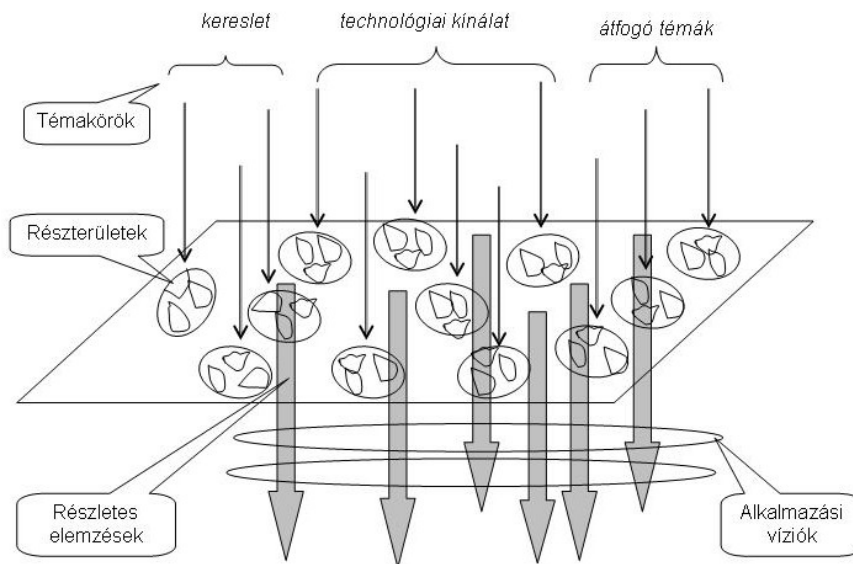 kereslet
technológiai kínálat
átfogó témák
Témakörök
Részterületek
Részletes
elemzések
Alkalmazási
víziók